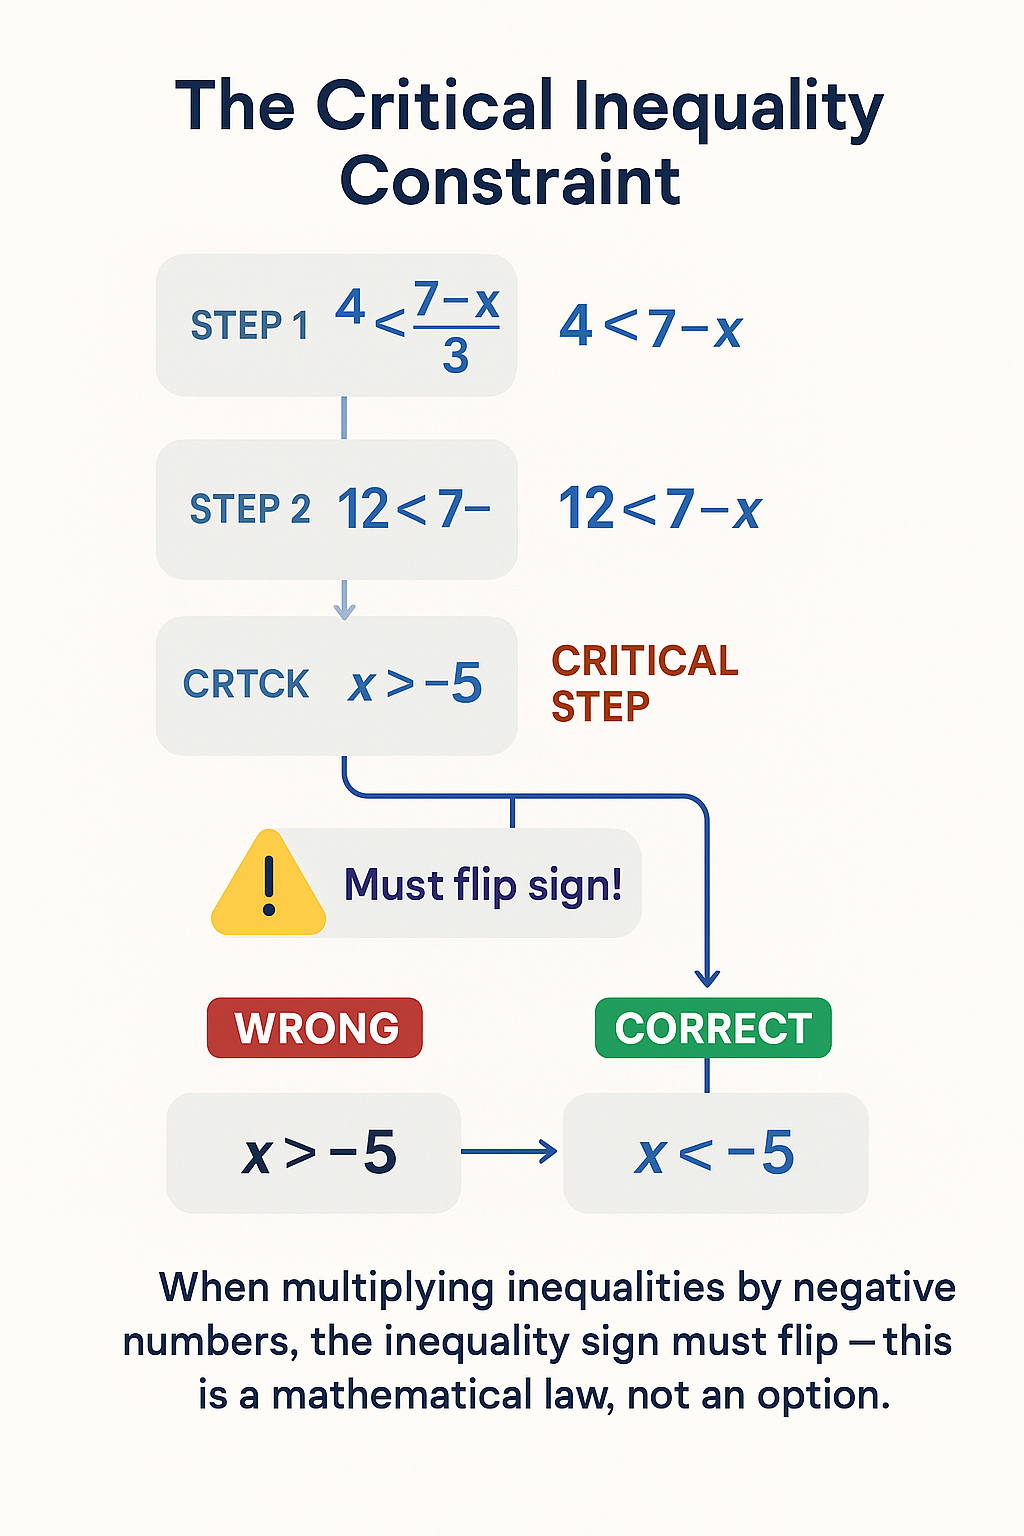 The Critical Inequality
Constraint
STEP 1 4 < 7−x/3 4 < 7−x
STEP 2 12 < 7− 12 < 7−x
CRTCK x > −5 CRITICAL
STEP
! Must flip sign!
WRONG CORRECT
x > −5 x < −5
When multiplying inequalities by negative
numbers, the inequality sign must flip — this
is a mathematical law, not an option.